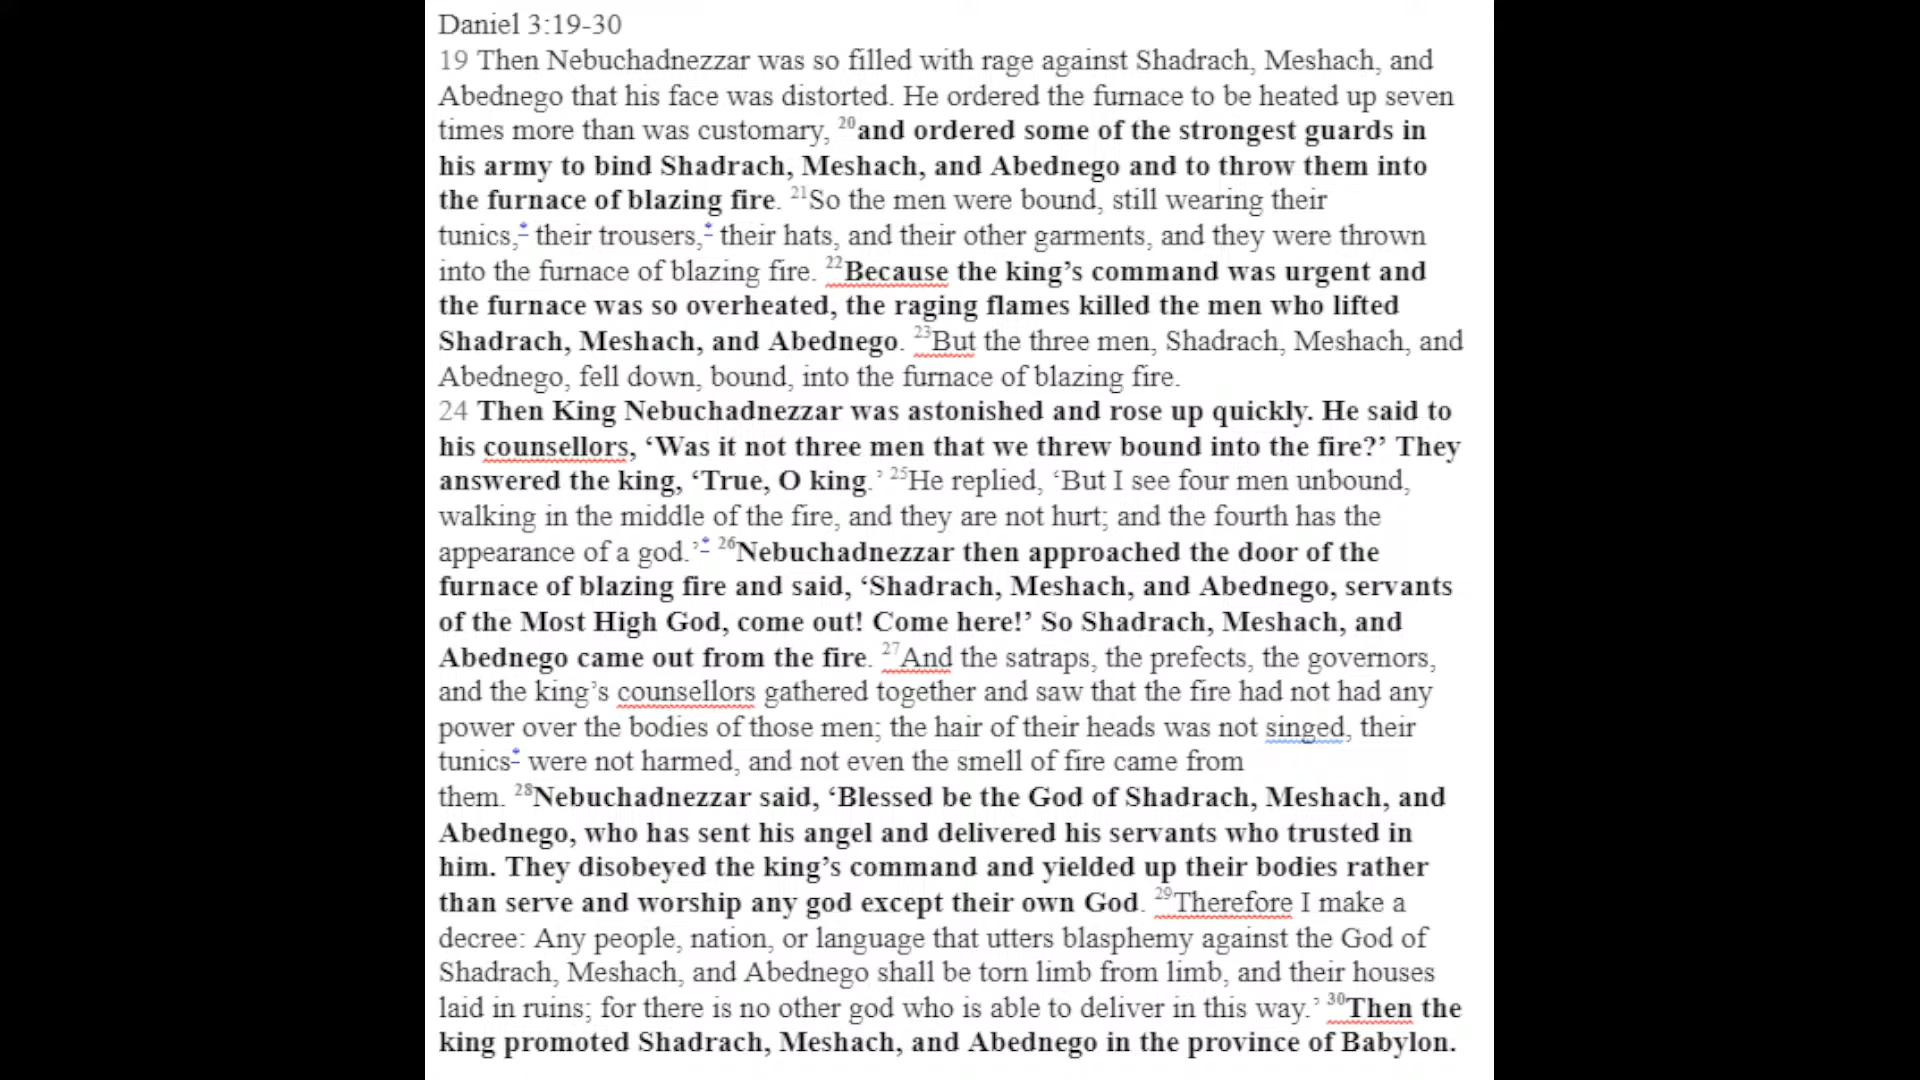 Daniel 3:19-30
19 Then Nebuchadnezzar was so filled with rage against Shadrach, Meshach, and
Abednego that his face was distorted. He ordered the furnace to be heated up seven
times more than was customary, 20and ordered some of the strongest guards in
his army to bind Shadrach, Meshach, and Abednego and to throw them into
the furnace of blazing fire. 21So the men were bound, still wearing their
tunics,* their trousers,* their hats, and their other garments, and they were thrown
into the furnace of blazing fire. 22Because the king’s command was urgent and
the furnace was so overheated, the raging flames killed the men who lifted
Shadrach, Meshach, and Abednego. 23But the three men, Shadrach, Meshach, and
Abednego, fell down, bound, into the furnace of blazing fire.
24 Then King Nebuchadnezzar was astonished and rose up quickly. He said to
his counsellors, ‘Was it not three men that we threw bound into the fire?’ They
answered the king, ‘True, O king.’ 25He replied, ‘But I see four men unbound,
walking in the middle of the fire, and they are not hurt; and the fourth has the
appearance of a god.’* 26Nebuchadnezzar then approached the door of the
furnace of blazing fire and said, ‘Shadrach, Meshach, and Abednego, servants
of the Most High God, come out! Come here!’ So Shadrach, Meshach, and
Abednego came out from the fire. 27And the satraps, the prefects, the governors,
and the king’s counsellors gathered together and saw that the fire had not had any
power over the bodies of those men; the hair of their heads was not singed, their
tunics* were not harmed, and not even the smell of fire came from
them. 28Nebuchadnezzar said, ‘Blessed be the God of Shadrach, Meshach, and
Abednego, who has sent his angel and delivered his servants who trusted in
him. They disobeyed the king’s command and yielded up their bodies rather
than serve and worship any god except their own God. 29Therefore I make a
decree: Any people, nation, or language that utters blasphemy against the God of
Shadrach, Meshach, and Abednego shall be torn limb from limb, and their houses
laid in ruins; for there is no other god who is able to deliver in this way.’ 30Then the
king promoted Shadrach, Meshach, and Abednego in the province of Babylon.